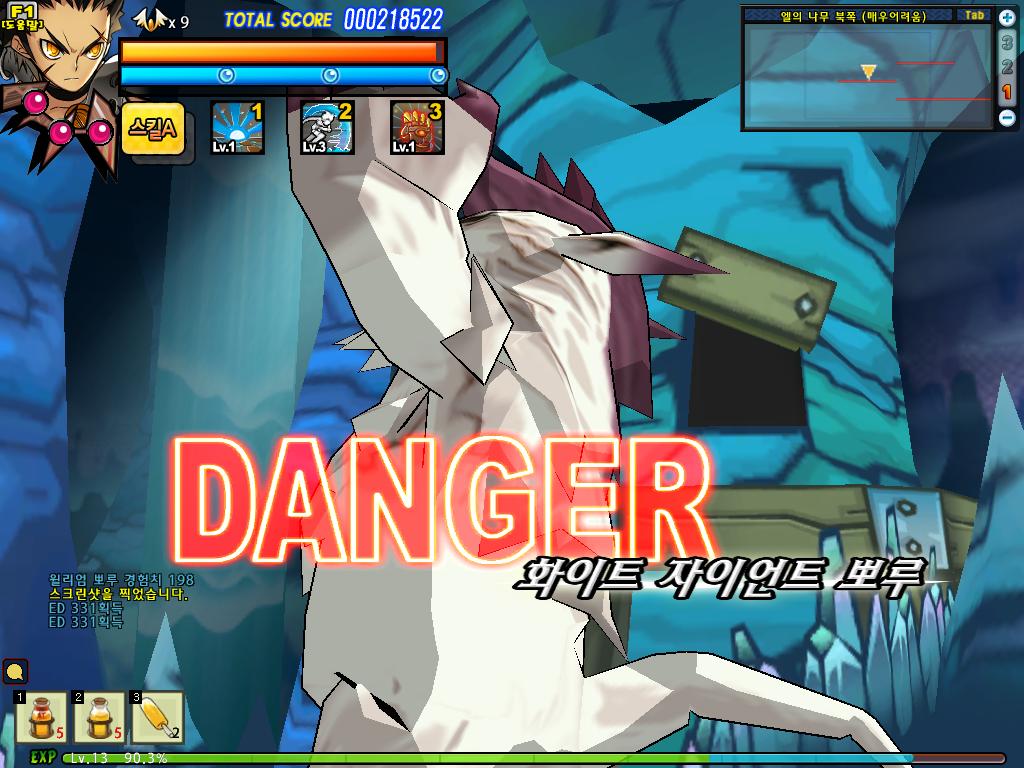 F1
[도움말]
x 9
TOTAL SCORE 000218522
엘의 나무 북쪽 (매우어려움) Tab
3
2
1
스킬A
1
Lv.1
2
Lv.3
3
Lv.1
DANGER
화이트 자이언트 뽀루
윌리엄 뽀루 경험치 198
스크린샷을 찍었습니다.
ED 331획득
ED 331획득
1
5
2
5
3
2
EXP Lv.13 90.3%